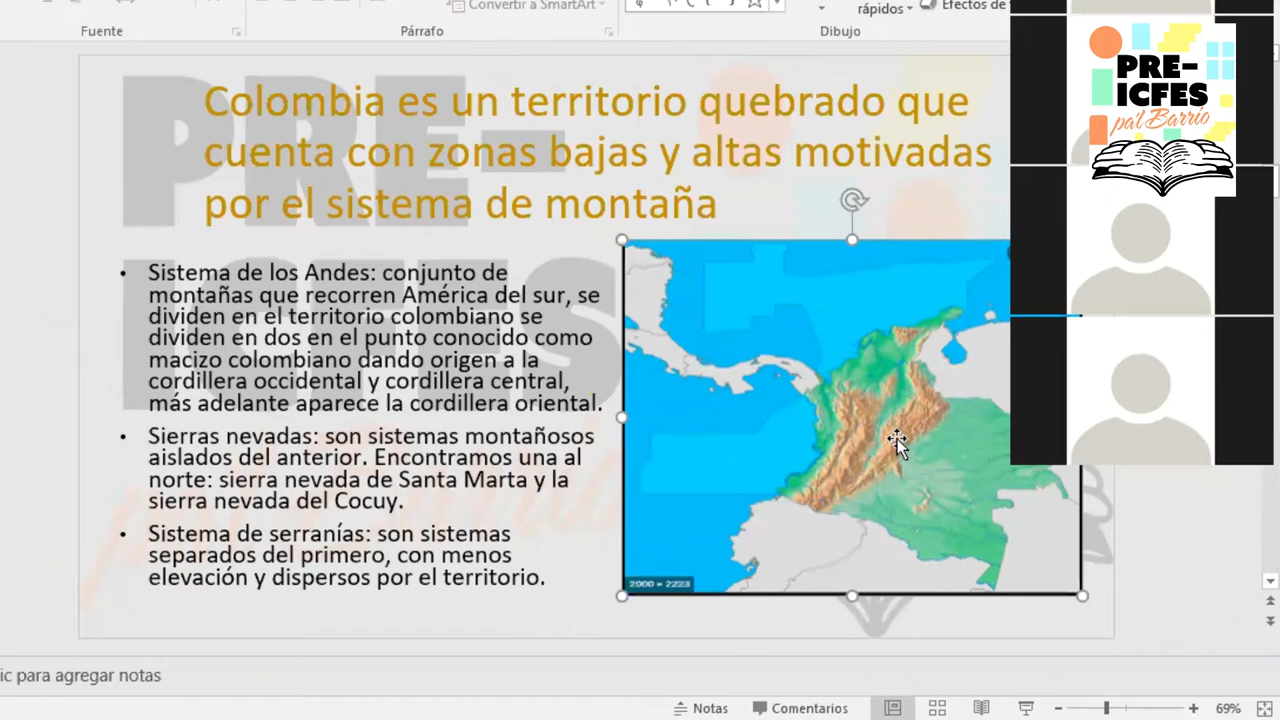 Convertir a SmartArt
rápidos
Efectos de
Fuente
Párrafo
Dibujo
PRE-
ICFES
pa'l Barrio
PRE-
ICFES
Colombia es un territorio quebrado que
cuenta con zonas bajas y altas motivadas
por el sistema de montaña
• Sistema de los Andes: conjunto de
montañas que recorren América del sur, se
dividen en el territorio colombiano se
dividen en dos en el punto conocido como
macizo colombiano dando origen a la
cordillera occidental y cordillera central,
más adelante aparece la cordillera oriental.
• Sierras nevadas: son sistemas montañosos
aislados del anterior. Encontramos una al
norte: sierra nevada de Santa Marta y la
sierra nevada del Cocuy.
• Sistema de serranías: son sistemas
separados del primero, con menos
elevación y dispersos por el territorio.
2000 = 2223
ic para agregar notas
Notas
Comentarios
69%